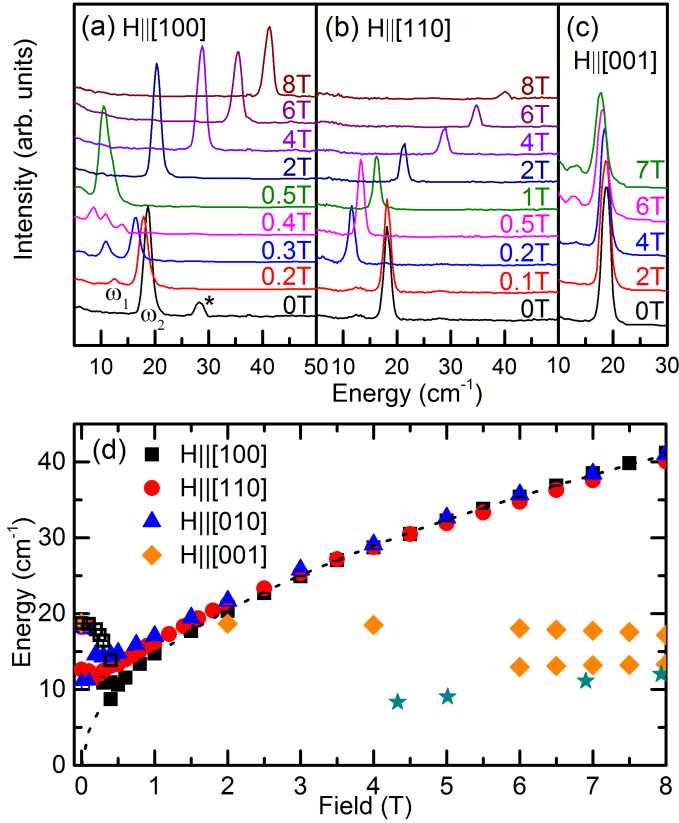 (a) H||[100]
(b) H||[110]
(c)
H||[001]
Intensity (arb. units)
8T
6T
4T
2T
0.5T
0.4T
0.3T
0.2T
0T
ω1
ω2
*
8T
6T
4T
2T
1T
0.5T
0.2T
0.1T
0T
7T
6T
4T
2T
0T
10 20 30 40 50 10 20 30 40 50 10 20 30
Energy (cm-1)
(d)
H||[100]
H||[110]
H||[010]
H||[001]
Energy (cm-1)
40
30
20
10
0
0 1 2 3 4 5 6 7 8
Field (T)